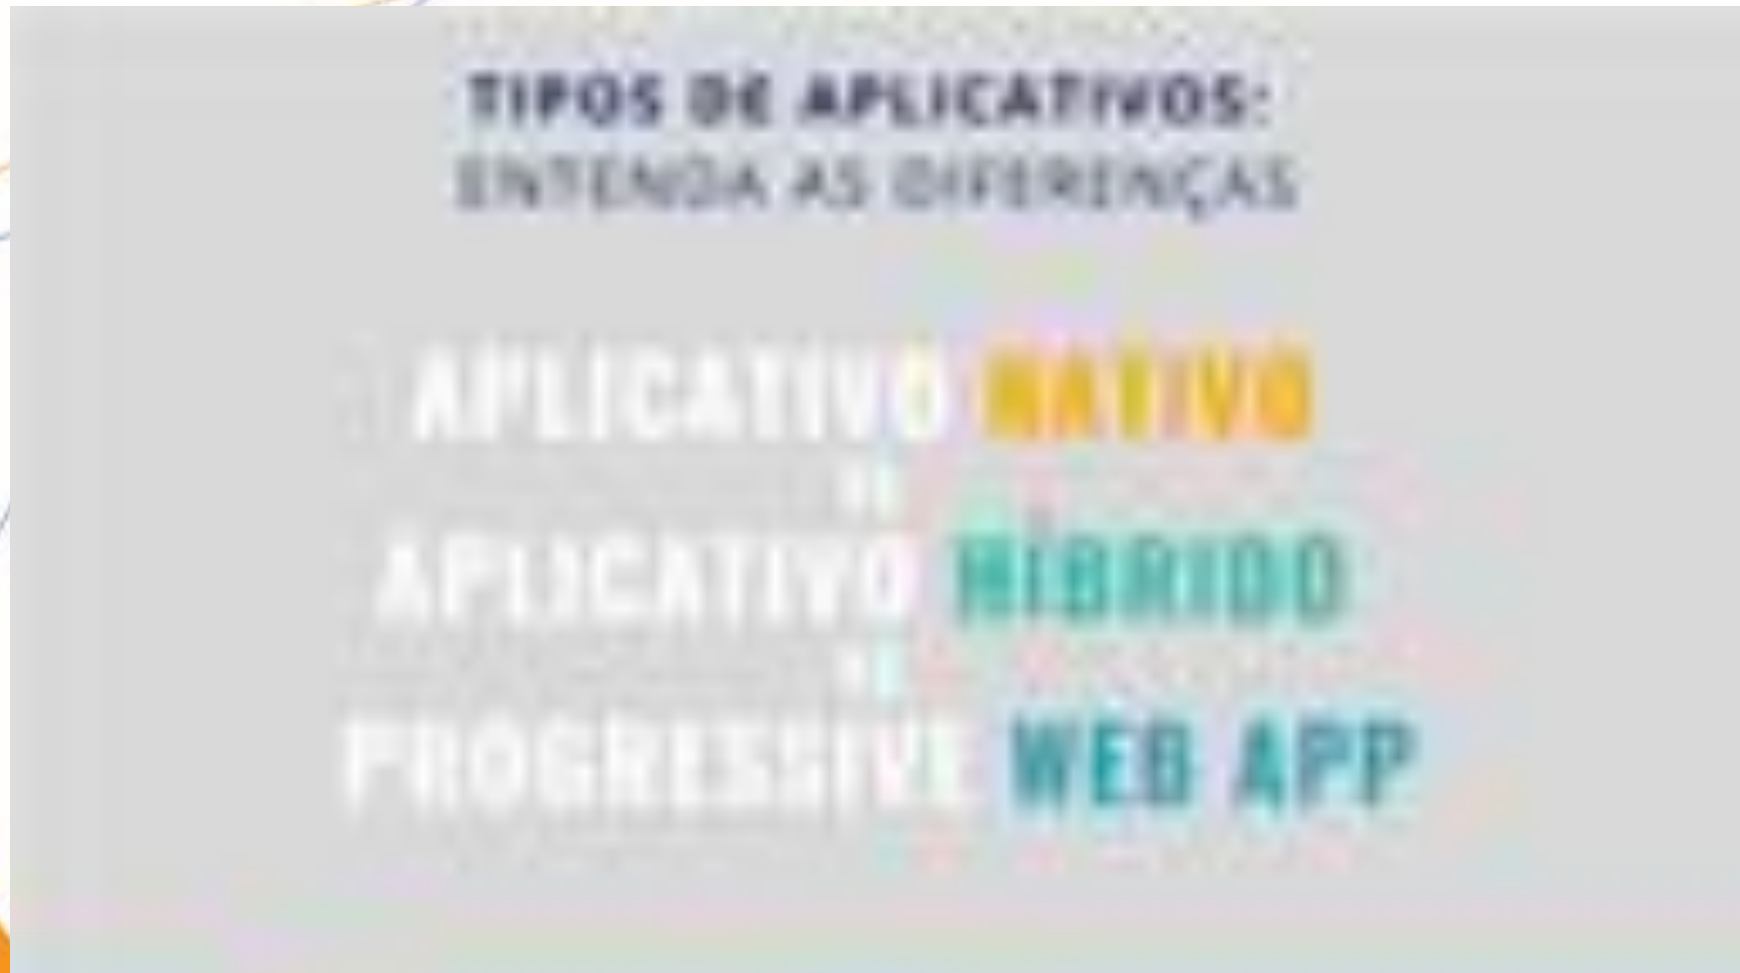 TIPOS DE APLICATIVOS:
ENTENDA AS DIFERENÇAS
APLICATIVO NATIVO
APLICATIVO HÍBRIDO
PROGRESSIVE WEB APP